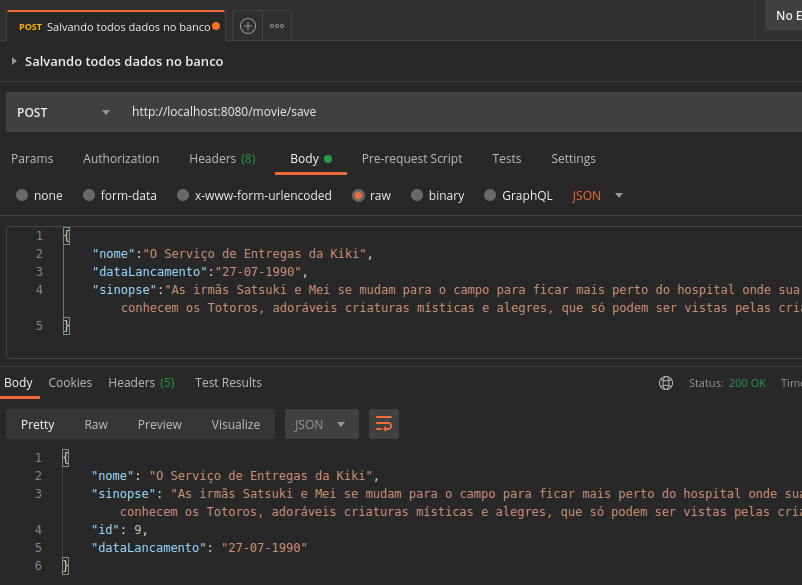 POST Salvando todos dados no banco
No E
Salvando todos dados no banco
POST http://localhost:8080/movie/save
Params Authorization Headers (8) Body Pre-request Script Tests Settings
none form-data x-www-form-urlencoded raw binary GraphQL JSON
1 {
2 "nome":"O Serviço de Entregas da Kiki",
3 "dataLancamento":"27-07-1990",
4 "sinopse":"As irmãs Satsuki e Mei se mudam para o campo para ficar mais perto do hospital onde sua
conhecem os Totoros, adoráveis criaturas místicas e alegres, que só podem ser vistas pelas cria
5 }
Body Cookies Headers (5) Test Results Status: 200 OK Time
Pretty Raw Preview Visualize JSON
1 {
2 "nome": "O Serviço de Entregas da Kiki",
3 "sinopse": "As irmãs Satsuki e Mei se mudam para o campo para ficar mais perto do hospital onde sua
conhecem os Totoros, adoráveis criaturas místicas e alegres, que só podem ser vistas pelas cria
4 "id": 9,
5 "dataLancamento": "27-07-1990"
6 }